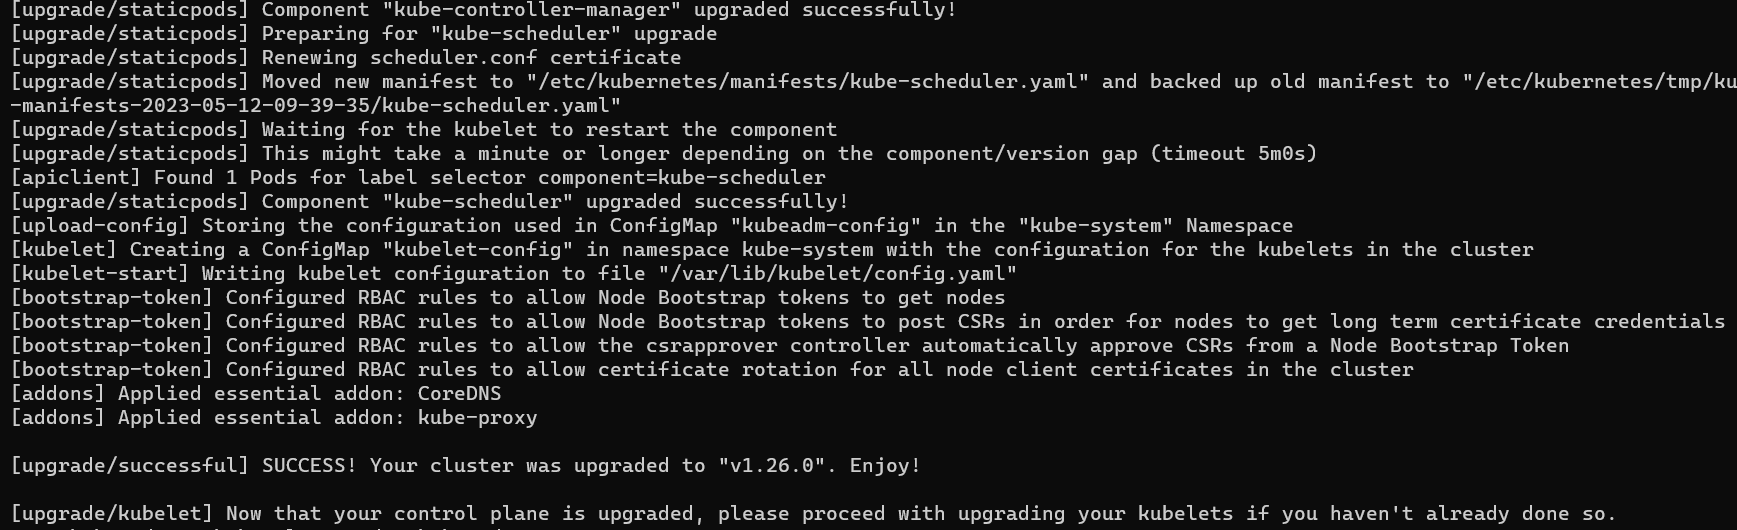 [upgrade/staticpods] Component "kube-controller-manager" upgraded successfully!
[upgrade/staticpods] Preparing for "kube-scheduler" upgrade
[upgrade/staticpods] Renewing scheduler.conf certificate
[upgrade/staticpods] Moved new manifest to "/etc/kubernetes/manifests/kube-scheduler.yaml" and backed up old manifest to "/etc/kubernetes/tmp/ku
-manifests-2023-05-12-09-39-35/kube-scheduler.yaml"
[upgrade/staticpods] Waiting for the kubelet to restart the component
[upgrade/staticpods] This might take a minute or longer depending on the component/version gap (timeout 5m0s)
[apiclient] Found 1 Pods for label selector component=kube-scheduler
[upgrade/staticpods] Component "kube-scheduler" upgraded successfully!
[upload-config] Storing the configuration used in ConfigMap "kubeadm-config" in the "kube-system" Namespace
[kubelet] Creating a ConfigMap "kubelet-config" in namespace kube-system with the configuration for the kubelets in the cluster
[kubelet-start] Writing kubelet configuration to file "/var/lib/kubelet/config.yaml"
[bootstrap-token] Configured RBAC rules to allow Node Bootstrap tokens to get nodes
[bootstrap-token] Configured RBAC rules to allow Node Bootstrap tokens to post CSRs in order for nodes to get long term certificate credentials
[bootstrap-token] Configured RBAC rules to allow the csrapprover controller automatically approve CSRs from a Node Bootstrap Token
[bootstrap-token] Configured RBAC rules to allow certificate rotation for all node client certificates in the cluster
[addons] Applied essential addon: CoreDNS
[addons] Applied essential addon: kube-proxy
[upgrade/successful] SUCCESS! Your cluster was upgraded to "v1.26.0". Enjoy!
[upgrade/kubelet] Now that your control plane is upgraded, please proceed with upgrading your kubelets if you haven't already done so.